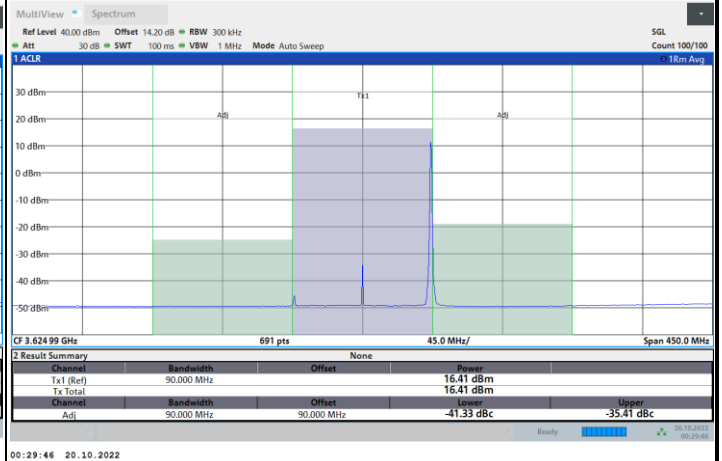 MultiView Spectrum
Ref Level 40.00 dBm Offset 14.20 dB RBW 300 kHz SGL
Att 30 dB SWT 100 ms VBW 1 MHz Mode Auto Sweep Count 100/100
1 ACLR 1Rm Avg
30 dBm
Tx1
20 dBm
Adj Adj
10 dBm
0 dBm
-10 dBm
-20 dBm
-30 dBm
-40 dBm
-50 dBm
CF 3.624 99 GHz 691 pts 45.0 MHz/ Span 450.0 MHz
2 Result Summary None
Channel Bandwidth Offset Power
Tx1 (Ref) 90.000 MHz 16.41 dBm
Tx Total 16.41 dBm
Channel Bandwidth Offset Lower Upper
Adj 90.000 MHz 90.000 MHz -41.33 dBc -35.41 dBc
Ready 20.10.2022
00:29:46
00:29:46 20.10.2022